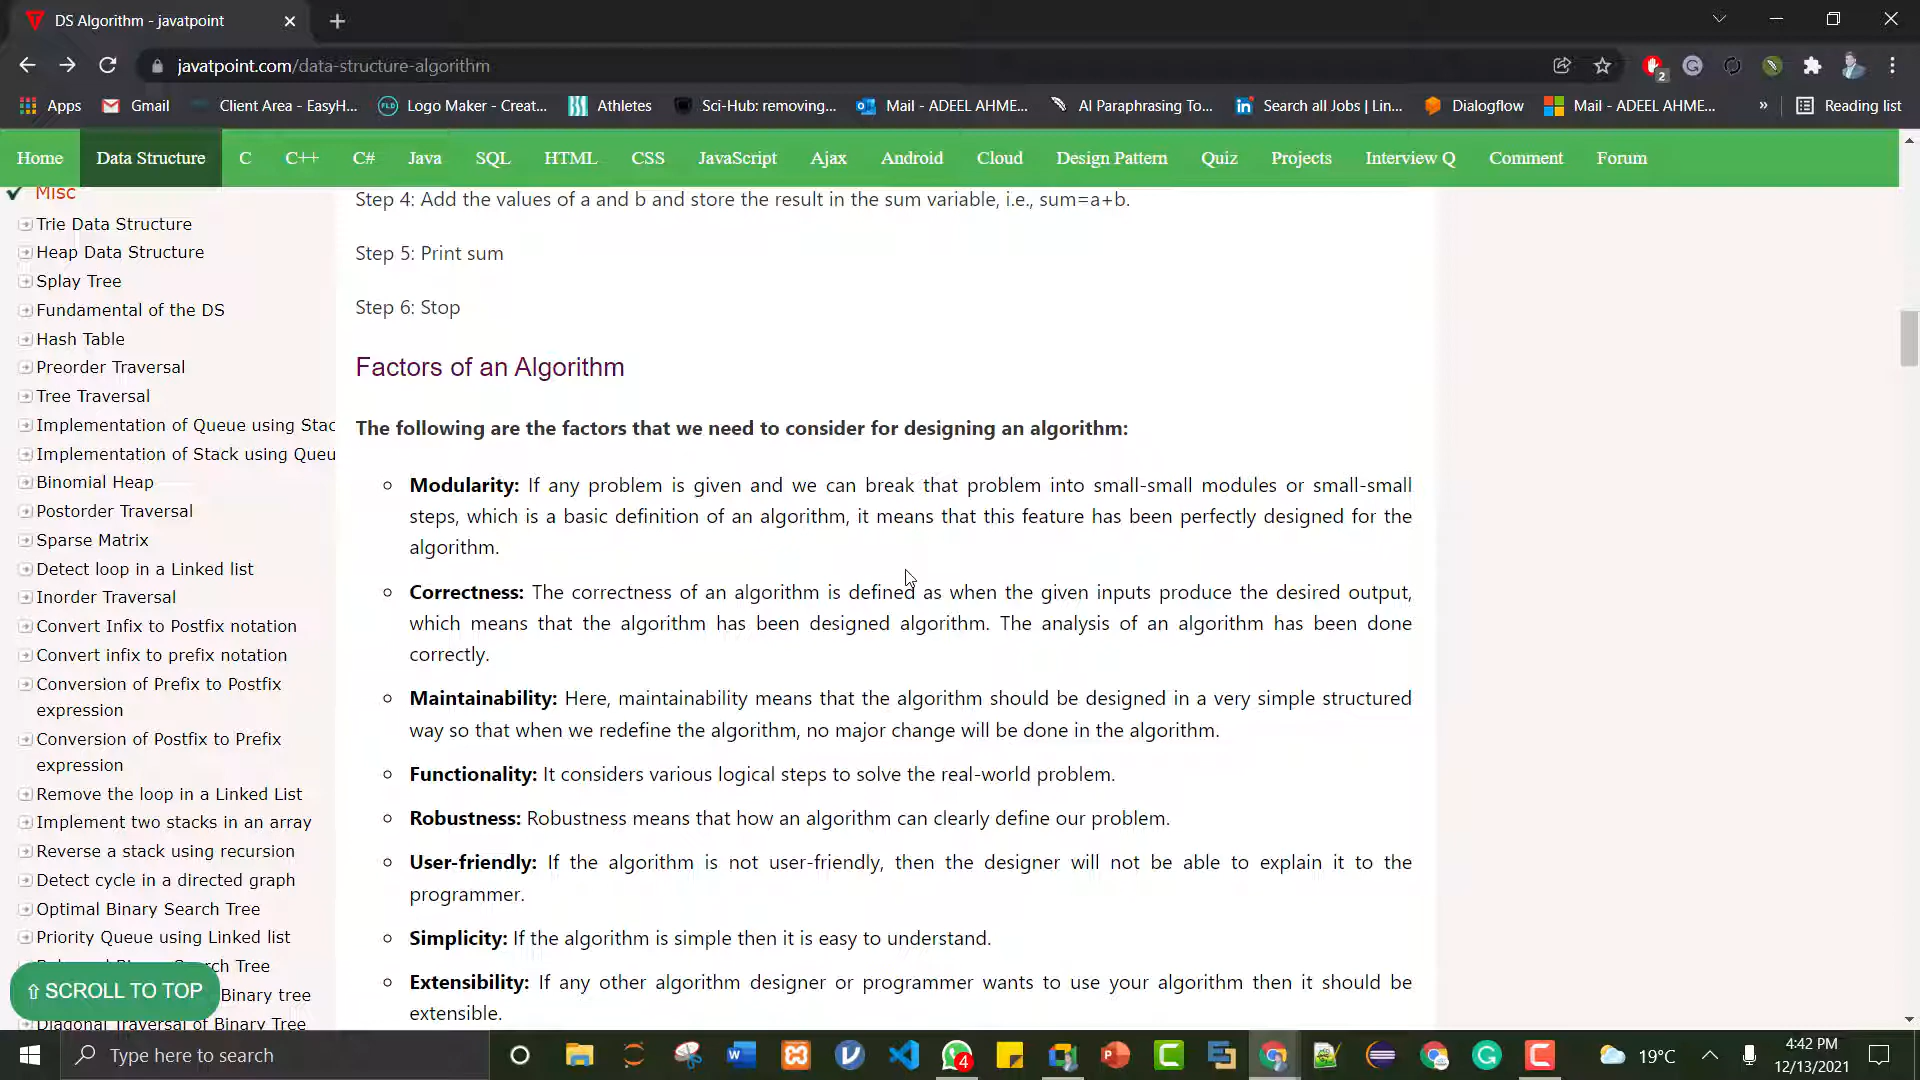 DS Algorithm - javatpoint
javatpoint.com/data-structure-algorithm
2
Apps Gmail Client Area - EasyH... FLD Logo Maker - Creat... Athletes Sci-Hub: removing... Mail - ADEEL AHME... AI Paraphrasing To... Search all Jobs | Lin... Dialogflow Mail - ADEEL AHME... » Reading list
Home Data Structure C C++ C# Java SQL HTML CSS JavaScript Ajax Android Cloud Design Pattern Quiz Projects Interview Q Comment Forum
Misc
Trie Data Structure
Heap Data Structure
Splay Tree
Fundamental of the DS
Hash Table
Preorder Traversal
Tree Traversal
Implementation of Queue using Stac
Implementation of Stack using Queu
Binomial Heap
Postorder Traversal
Sparse Matrix
Detect loop in a Linked list
Inorder Traversal
Convert Infix to Postfix notation
Convert infix to prefix notation
Conversion of Prefix to Postfix
expression
Conversion of Postfix to Prefix
expression
Remove the loop in a Linked List
Implement two stacks in an array
Reverse a stack using recursion
Detect cycle in a directed graph
Optimal Binary Search Tree
Priority Queue using Linked list
rch Tree
Binary tree
Diagonal Traversal of Binary Tree
⇧ SCROLL TO TOP
Step 4: Add the values of a and b and store the result in the sum variable, i.e., sum=a+b.
Step 5: Print sum
Step 6: Stop
Factors of an Algorithm
The following are the factors that we need to consider for designing an algorithm:
Modularity: If any problem is given and we can break that problem into small-small modules or small-small
steps, which is a basic definition of an algorithm, it means that this feature has been perfectly designed for the
algorithm.
Correctness: The correctness of an algorithm is defined as when the given inputs produce the desired output,
which means that the algorithm has been designed algorithm. The analysis of an algorithm has been done
correctly.
Maintainability: Here, maintainability means that the algorithm should be designed in a very simple structured
way so that when we redefine the algorithm, no major change will be done in the algorithm.
Functionality: It considers various logical steps to solve the real-world problem.
Robustness: Robustness means that how an algorithm can clearly define our problem.
User-friendly: If the algorithm is not user-friendly, then the designer will not be able to explain it to the
programmer.
Simplicity: If the algorithm is simple then it is easy to understand.
Extensibility: If any other algorithm designer or programmer wants to use your algorithm then it should be
extensible.
Type here to search
4
19°C
4:42 PM
12/13/2021